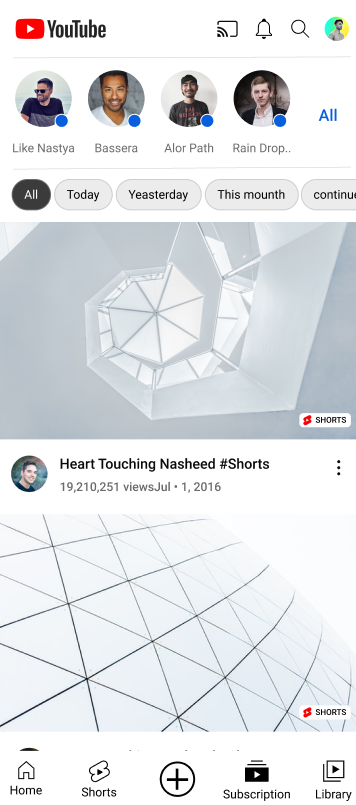 YouTube
Like Nastya
Bassera
Alor Path
Rain Drop..
All
All
Today
Yeasterday
This mounth
continue
SHORTS
Heart Touching Nasheed #Shorts
19,210,251 viewsJul • 1, 2016
SHORTS
Home
Shorts
Subscription
Library